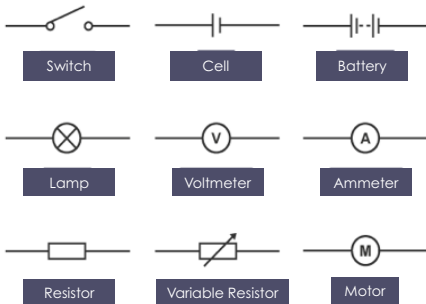 Switch
Cell
Battery
V
A
Lamp
Voltmeter
Ammeter
M
Resistor
Variable Resistor
Motor